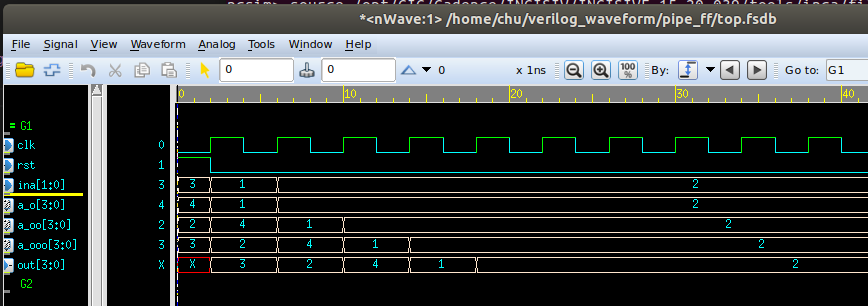 *<nWave:1> /home/chu/verilog_waveform/pipe_ff/top.fsdb
File Signal View Waveform Analog Tools Window Help
0 0 0 x 1ns 100% By: Go to: G1
0 10 20 30 40
= G1
clk 0
rst 1
ina[1:0] 3 3 1 2
a_o[3:0] 4 4 1 2
a_oo[3:0] 2 2 4 1 2
a_ooo[3:0] 3 3 2 4 1 2
out[3:0] X X 3 2 4 1 2
G2